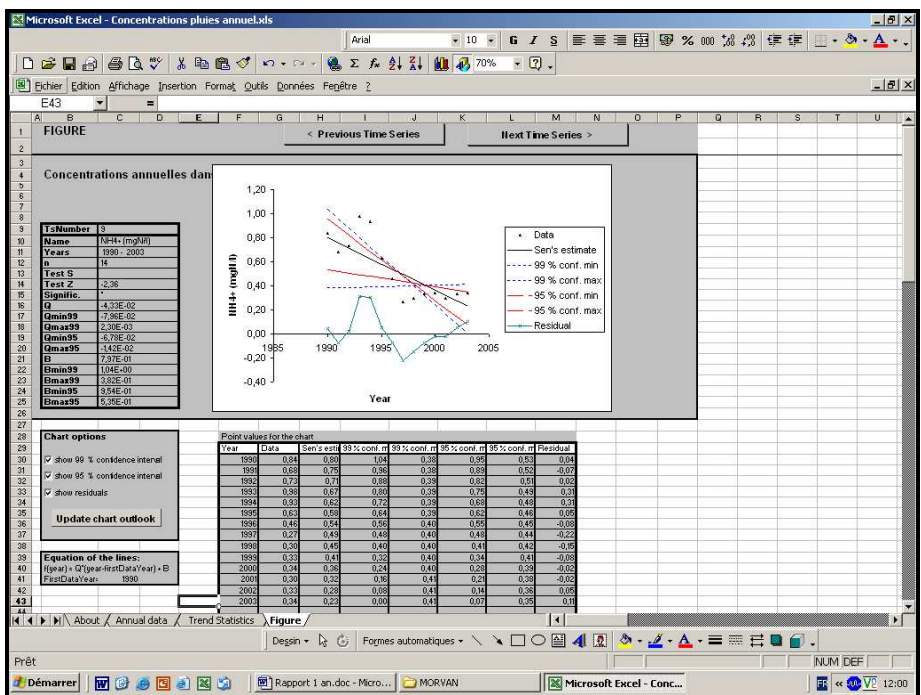 Microsoft Excel - Concentrations pluies annuel.xls
Arial 10 G I S % 000
70%
Fichier Edition Affichage Insertion Format Outils Données Fenêtre ?
E43 =
A B C D E F G H I J K L M N O P Q R S T U
FIGURE
< Previous Time Series
Next Time Series >
Concentrations annuelles dan
TsNumber 9
Name NH4+ (mgN/l)
Years 1990 - 2003
n 14
Test S
Test Z -2,36
Signific. *
Q -4,33E-02
Qmin99 -7,96E-02
Qmax99 2,30E-03
Qmin95 -6,78E-02
Qmax95 -1,42E-02
B 7,97E-01
Bmin99 1,04E+00
Bmax99 3,82E-01
Bmin95 9,54E-01
Bmax95 5,35E-01
NH4+ (mgN/l)
1,20
1,00
0,80
0,60
0,40
0,20
0,00
-0,20
-0,40
1985 1990 1995 2000 2005
Year
Data
Sen's estimate
99 % conf. min
99 % conf. max
95 % conf. min
95 % conf. max
Residual
Chart options
show 99 % confidence interval
show 95 % confidence interval
show residuals
Update chart outlook
Equation of the lines:
f(year) = Q*(year-firstDataYear) + B
FirstDataYear= 1990
Point values for the chart
Year Data Sen's esti 99 % conf. m 99 % conf. m 95 % conf. m 95 % conf. m Residual
1990 0,84 0,80 1,04 0,38 0,95 0,53 0,04
1991 0,68 0,75 0,96 0,38 0,89 0,52 -0,07
1992 0,73 0,71 0,88 0,39 0,82 0,51 0,02
1993 0,98 0,67 0,80 0,39 0,75 0,49 0,31
1994 0,93 0,62 0,72 0,39 0,68 0,48 0,31
1995 0,63 0,58 0,64 0,39 0,62 0,46 0,05
1996 0,46 0,54 0,56 0,40 0,55 0,45 -0,08
1997 0,27 0,49 0,48 0,40 0,48 0,44 -0,22
1998 0,30 0,45 0,40 0,40 0,41 0,42 -0,15
1999 0,33 0,41 0,32 0,40 0,34 0,41 -0,08
2000 0,34 0,36 0,24 0,40 0,28 0,39 -0,02
2001 0,30 0,32 0,16 0,41 0,21 0,38 -0,02
2002 0,33 0,28 0,08 0,41 0,14 0,36 0,05
2003 0,34 0,23 0,00 0,41 0,07 0,35 0,11
About / Annual data / Trend Statistics / Figure
Dessin Formes automatiques
Prêt
NUM DEF
Démarrer
Rapport 1 an.doc - Micro...
MORVAN
Microsoft Excel - Conc...
FR
12:00